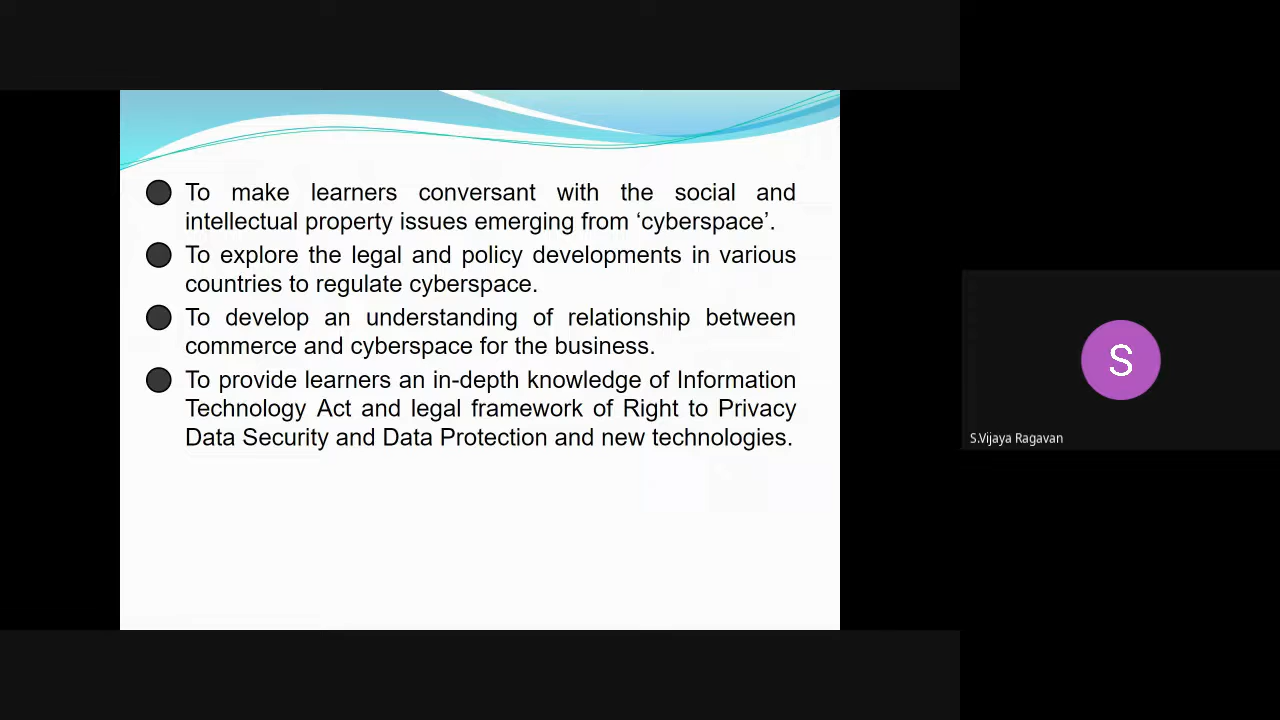 To make learners conversant with the social and
intellectual property issues emerging from ‘cyberspace’.
To explore the legal and policy developments in various
countries to regulate cyberspace.
To develop an understanding of relationship between
commerce and cyberspace for the business.
To provide learners an in-depth knowledge of Information
Technology Act and legal framework of Right to Privacy
Data Security and Data Protection and new technologies.
S
S.Vijaya Ragavan